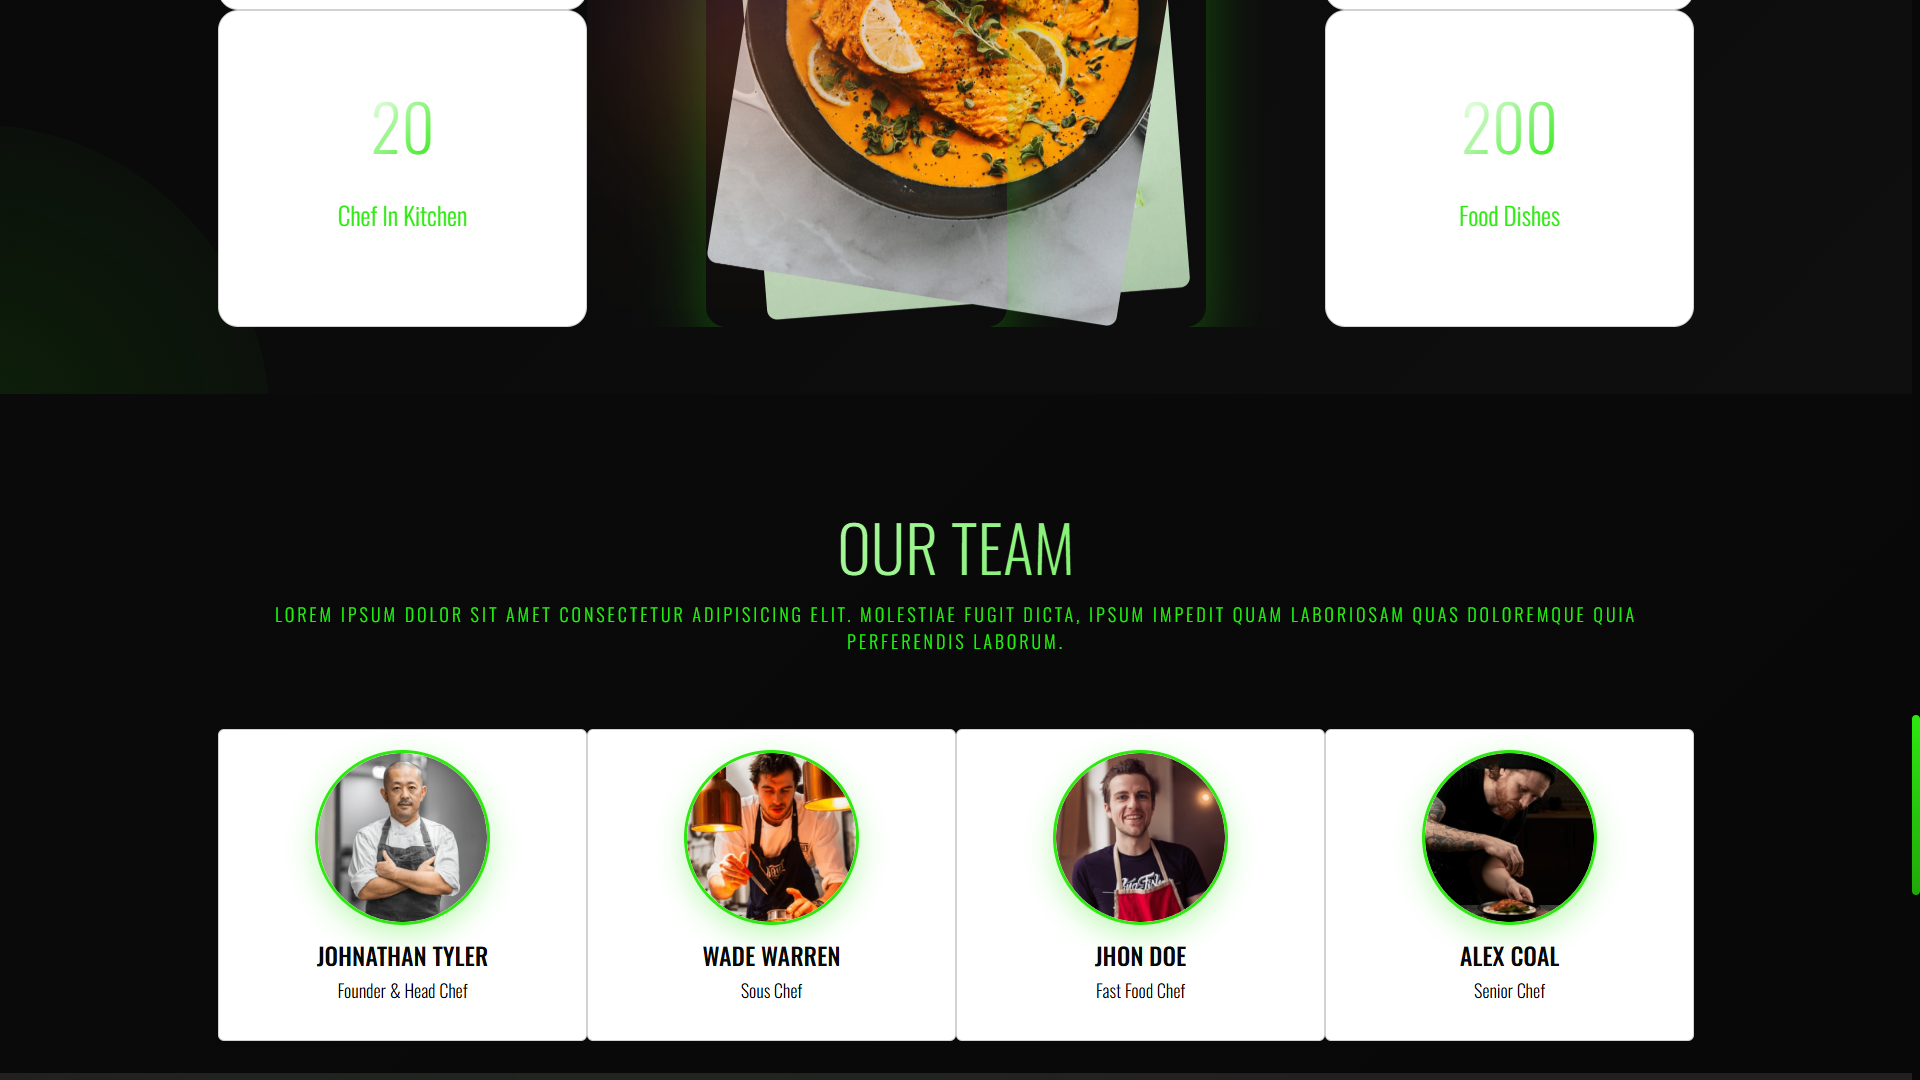 20
Chef In Kitchen
200
Food Dishes
OUR TEAM
LOREM IPSUM DOLOR SIT AMET CONSECTETUR ADIPISICING ELIT. MOLESTIAE FUGIT DICTA, IPSUM IMPEDIT QUAM LABORIOSAM QUAS DOLOREMQUE QUIA
PERFERENDIS LABORUM.
JOHNATHAN TYLER
Founder & Head Chef
WADE WARREN
Sous Chef
JHON DOE
Fast Food Chef
ALEX COAL
Senior Chef